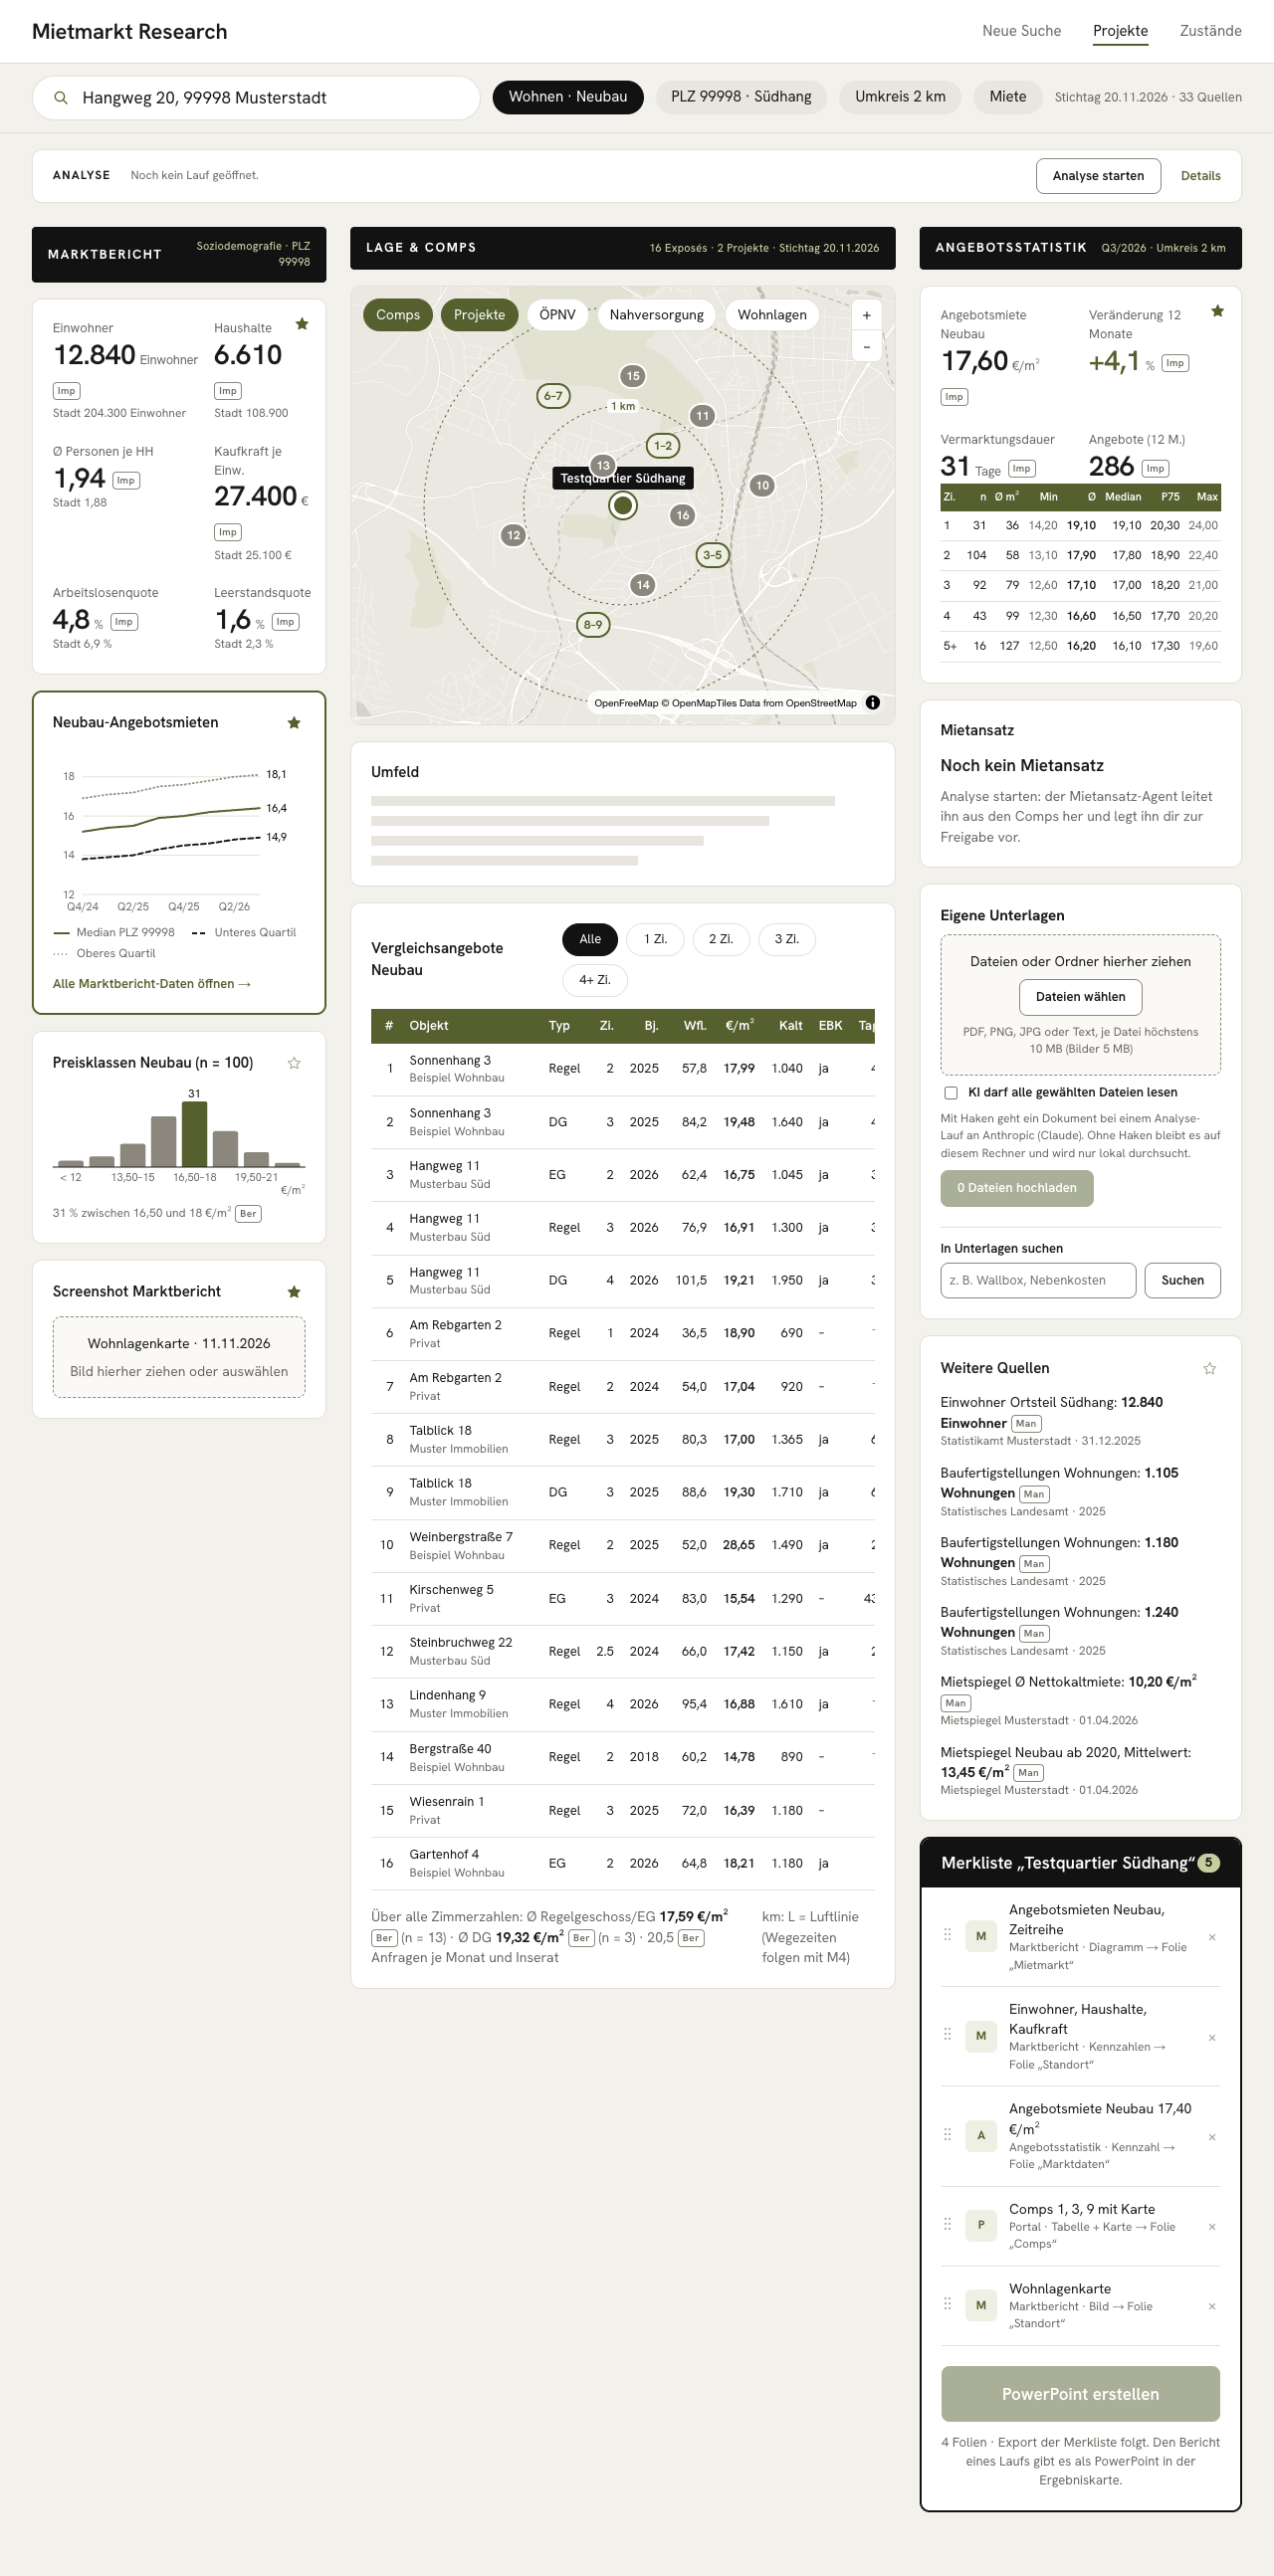 Mietmarkt Research
Neue Suche
Projekte
Zustände
Hangweg 20, 99998 Musterstadt
Wohnen · Neubau
PLZ 99998 · Südhang
Umkreis 2 km
Miete
Stichtag 20.11.2026 · 33 Quellen
ANALYSE
Noch kein Lauf geöffnet.
Analyse starten
Details
MARKTBERICHT
Soziodemografie · PLZ
99998
Einwohner
12.840 Einwohner
Imp
Stadt 204.300 Einwohner
Haushalte
6.610
Imp
Stadt 108.900
Ø Personen je HH
1,94 Imp
Stadt 1,88
Kaufkraft je
Einw.
27.400 €
Imp
Stadt 25.100 €
Arbeitslosenquote
4,8 % Imp
Stadt 6,9 %
Leerstandsquote
1,6 % Imp
Stadt 2,3 %
Neubau-Angebotsmieten
18
16
14
12
18,1
16,4
14,9
Q4/24 Q2/25 Q4/25 Q2/26
Median PLZ 99998
Unteres Quartil
Oberes Quartil
Alle Marktbericht-Daten öffnen →
Preisklassen Neubau (n = 100)
31
< 12 13,50–15 16,50–18 19,50–21
€/m²
31 % zwischen 16,50 und 18 €/m² Ber
Screenshot Marktbericht
Wohnlagenkarte · 11.11.2026
Bild hierher ziehen oder auswählen
LAGE & COMPS
16 Exposés · 2 Projekte · Stichtag 20.11.2026
Comps
Projekte
ÖPNV
Nahversorgung
Wohnlagen
+
–
15
6–7
1 km
11
1–2
13
Testquartier Südhang
10
16
12
3–5
14
8–9
OpenFreeMap © OpenMapTiles Data from OpenStreetMap
Umfeld
Vergleichsangebote
Neubau
Alle
1 Zi.
2 Zi.
3 Zi.
4+ Zi.
# Objekt Typ Zi. Bj. Wfl. €/m² Kalt EBK
1 Sonnenhang 3 Regel 2 2025 57,8 17,99 1.040 ja
Beispiel Wohnbau
2 Sonnenhang 3 DG 3 2025 84,2 19,48 1.640 ja
Beispiel Wohnbau
3 Hangweg 11 EG 2 2026 62,4 16,75 1.045 ja
Musterbau Süd
4 Hangweg 11 Regel 3 2026 76,9 16,91 1.300 ja
Musterbau Süd
5 Hangweg 11 DG 4 2026 101,5 19,21 1.950 ja
Musterbau Süd
6 Am Rebgarten 2 Regel 1 2024 36,5 18,90 690 –
Privat
7 Am Rebgarten 2 Regel 2 2024 54,0 17,04 920 –
Privat
8 Talblick 18 Regel 3 2025 80,3 17,00 1.365 ja
Muster Immobilien
9 Talblick 18 DG 3 2025 88,6 19,30 1.710 ja
Muster Immobilien
10 Weinbergstraße 7 Regel 2 2025 52,0 28,65 1.490 ja
Beispiel Wohnbau
11 Kirschenweg 5 EG 3 2024 83,0 15,54 1.290 –
Privat
12 Steinbruchweg 22 Regel 2.5 2024 66,0 17,42 1.150 ja
Musterbau Süd
13 Lindenhang 9 Regel 4 2026 95,4 16,88 1.610 ja
Muster Immobilien
14 Bergstraße 40 Regel 2 2018 60,2 14,78 890 –
Beispiel Wohnbau
15 Wiesenrain 1 Regel 3 2025 72,0 16,39 1.180 –
Privat
16 Gartenhof 4 EG 2 2026 64,8 18,21 1.180 ja
Beispiel Wohnbau
Über alle Zimmerzahlen: Ø Regelgeschoss/EG 17,59 €/m²
Ber (n = 13) · Ø DG 19,32 €/m² Ber (n = 3) · 20,5 Ber
Anfragen je Monat und Inserat
km: L = Luftlinie
(Wegezeiten
folgen mit M4)
ANGEBOTSSTATISTIK
Q3/2026 · Umkreis 2 km
Angebotsmiete
Neubau
17,60 €/m²
Imp
Veränderung 12
Monate
+4,1 % Imp
Vermarktungsdauer
31 Tage Imp
Angebote (12 M.)
286 Imp
Zi. n Ø m² Min Ø Median P75 Max
1 31 36 14,20 19,10 19,10 20,30 24,00
2 104 58 13,10 17,90 17,80 18,90 22,40
3 92 79 12,60 17,10 17,00 18,20 21,00
4 43 99 12,30 16,60 16,50 17,70 20,20
5+ 16 127 12,50 16,20 16,10 17,30 19,60
Mietansatz
Noch kein Mietansatz
Analyse starten: der Mietansatz-Agent leitet
ihn aus den Comps her und legt ihn dir zur
Freigabe vor.
Eigene Unterlagen
Dateien oder Ordner hierher ziehen
Dateien wählen
PDF, PNG, JPG oder Text, je Datei höchstens
10 MB (Bilder 5 MB)
KI darf alle gewählten Dateien lesen
Mit Haken geht ein Dokument bei einem Analyse-
Lauf an Anthropic (Claude). Ohne Haken bleibt es auf
diesem Rechner und wird nur lokal durchsucht.
0 Dateien hochladen
In Unterlagen suchen
z. B. Wallbox, Nebenkosten
Suchen
Weitere Quellen
Einwohner Ortsteil Südhang: 12.840
Einwohner Man
Statistikamt Musterstadt · 31.12.2025
Baufertigstellungen Wohnungen: 1.105
Wohnungen Man
Statistisches Landesamt · 2025
Baufertigstellungen Wohnungen: 1.180
Wohnungen Man
Statistisches Landesamt · 2025
Baufertigstellungen Wohnungen: 1.240
Wohnungen Man
Statistisches Landesamt · 2025
Mietspiegel Ø Nettokaltmiete: 10,20 €/m²
Man
Mietspiegel Musterstadt · 01.04.2026
Mietspiegel Neubau ab 2020, Mittelwert:
13,45 €/m² Man
Mietspiegel Musterstadt · 01.04.2026
Merkliste „Testquartier Südhang“ 5
M
Angebotsmieten Neubau,
Zeitreihe
Marktbericht · Diagramm → Folie
„Mietmarkt“
×
M
Einwohner, Haushalte,
Kaufkraft
Marktbericht · Kennzahlen →
Folie „Standort“
×
A
Angebotsmiete Neubau 17,40
€/m²
Angebotsstatistik · Kennzahl →
Folie „Marktdaten“
×
P
Comps 1, 3, 9 mit Karte
Portal · Tabelle + Karte → Folie
„Comps“
×
M
Wohnlagenkarte
Marktbericht · Bild → Folie
„Standort“
×
PowerPoint erstellen
4 Folien · Export der Merkliste folgt. Den Bericht
eines Laufs gibt es als PowerPoint in der
Ergebniskarte.